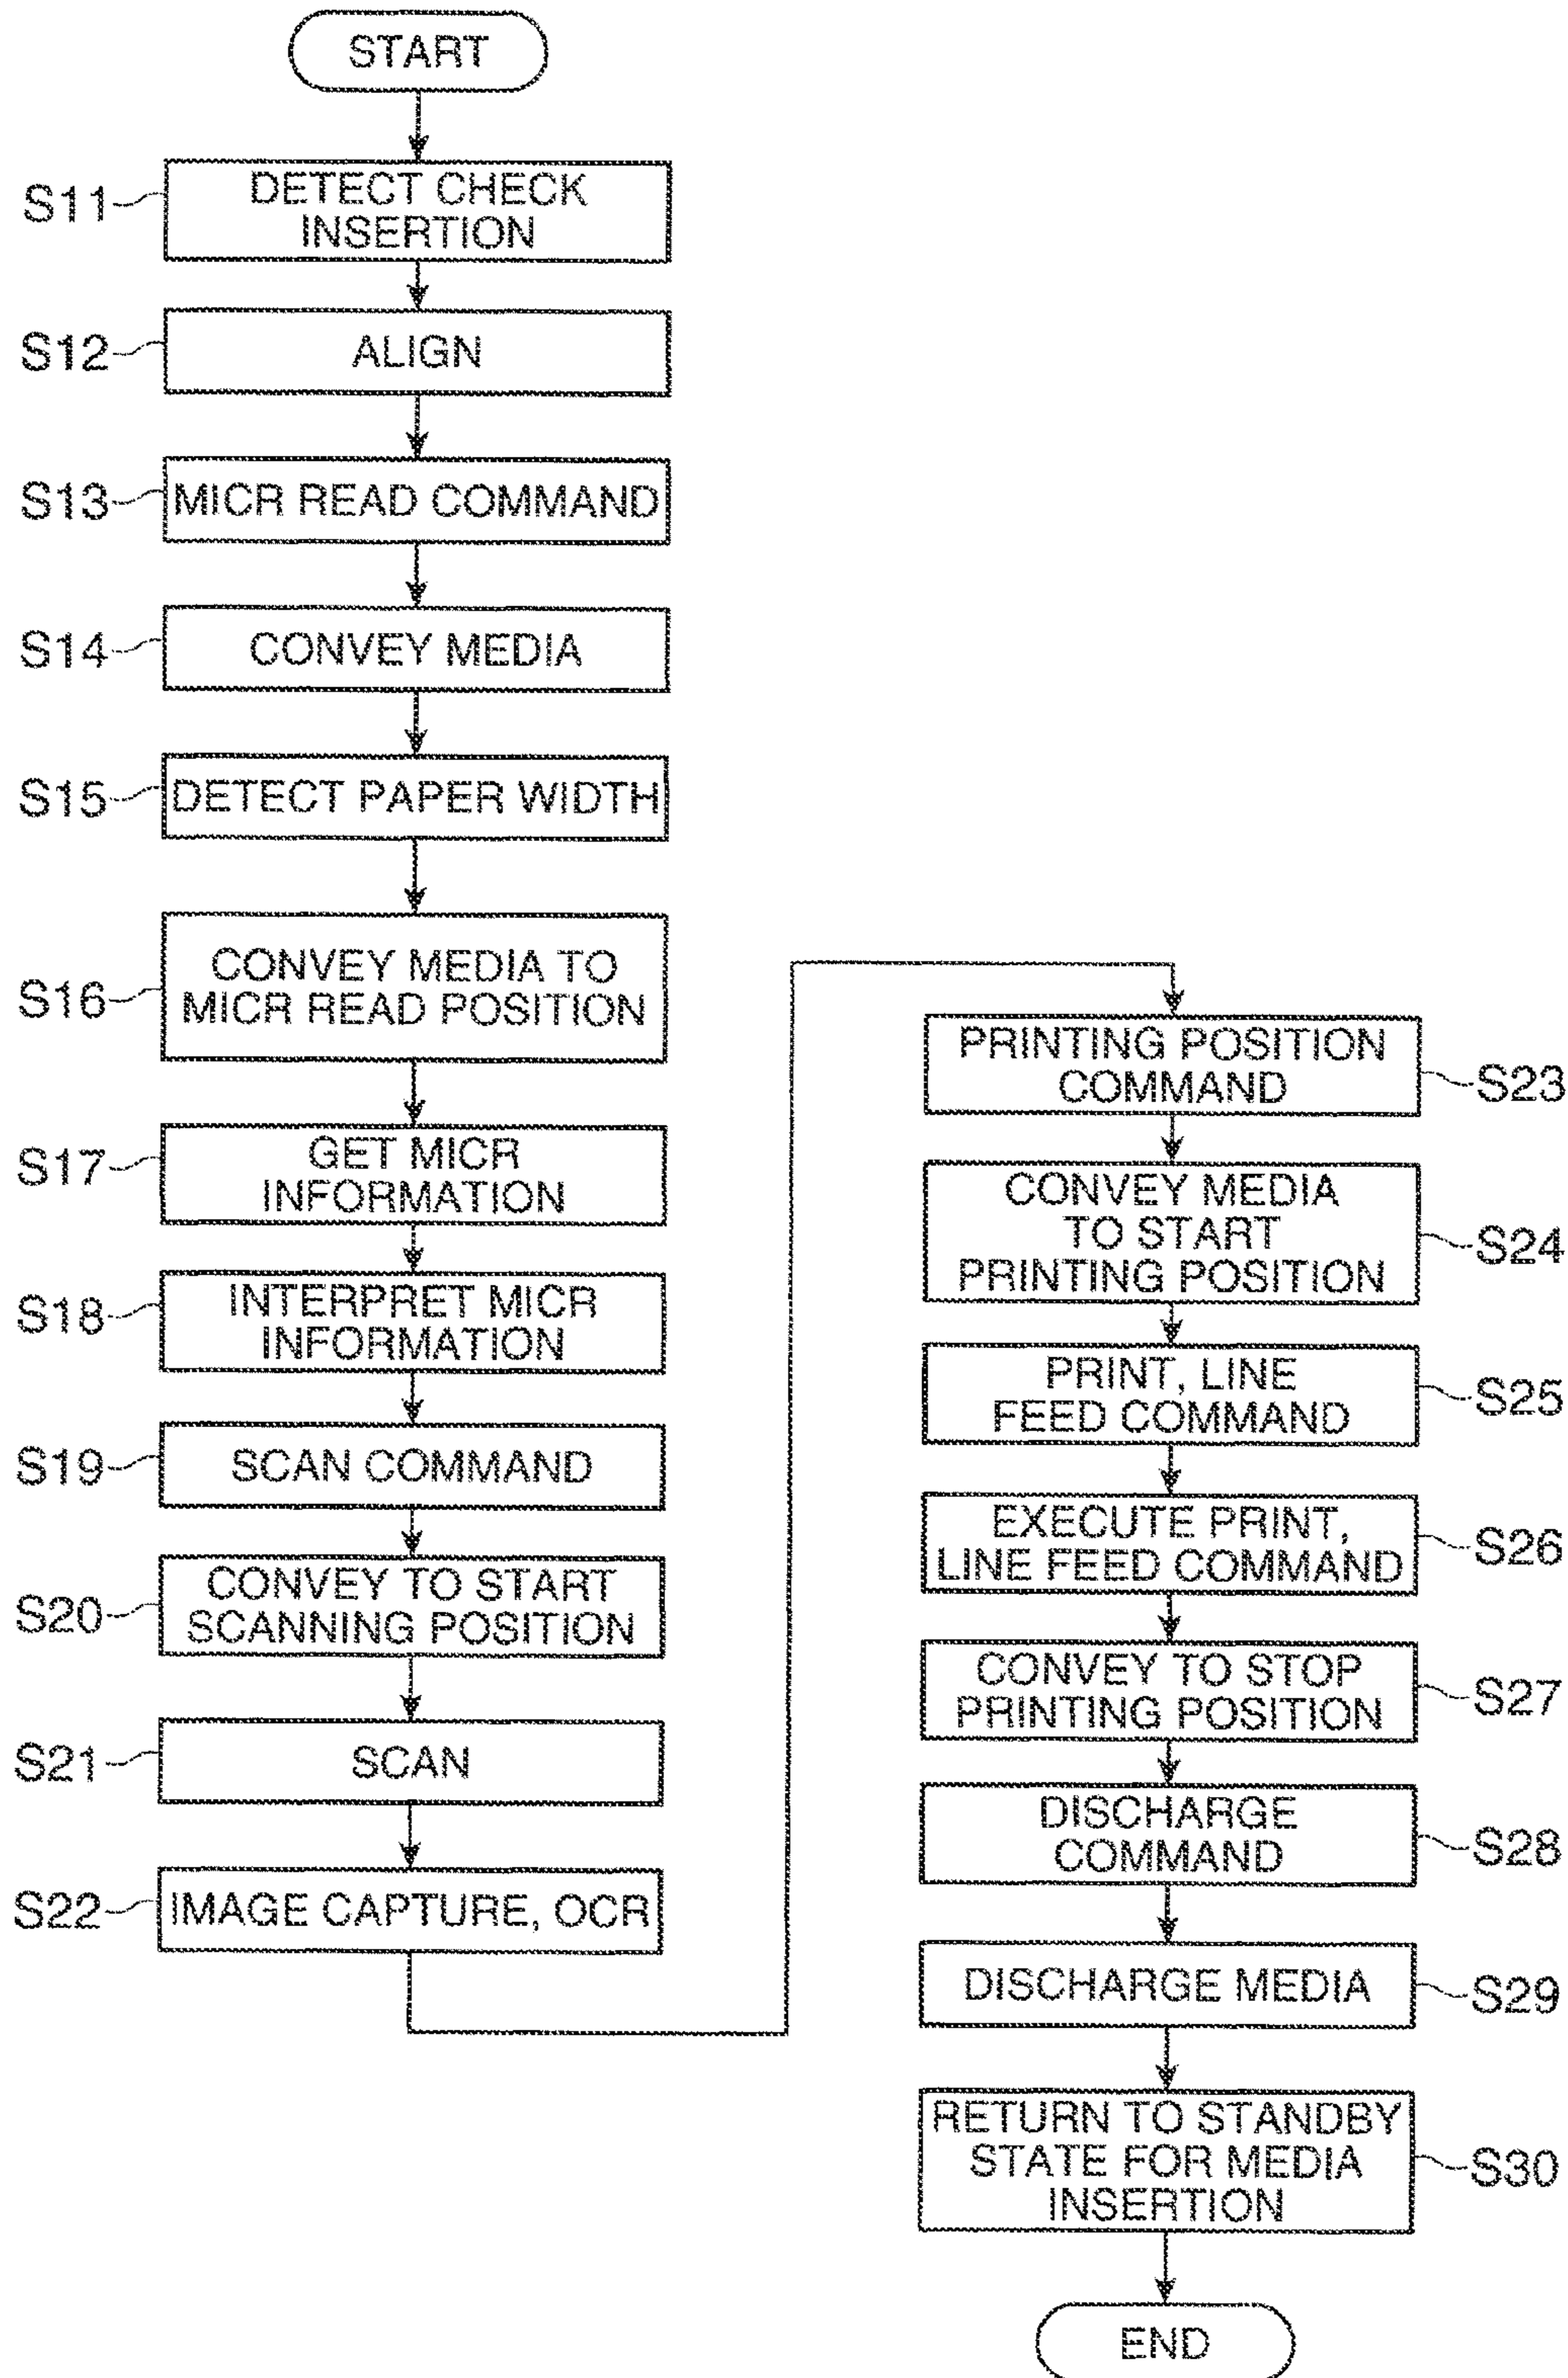 START
S11
DETECT CHECK
INSERTION
S12
ALIGN
S13
MICR READ COMMAND
S14
CONVEY MEDIA
S15
DETECT PAPER WIDTH
S16
CONVEY MEDIA TO
MICR READ POSITION
S17
GET MICR
INFORMATION
S18
INTERPRET MICR
INFORMATION
S19
SCAN COMMAND
S20
CONVEY TO START
SCANNING POSITION
S21
SCAN
S22
IMAGE CAPTURE, OCR
PRINTING POSITION
COMMAND
S23
CONVEY MEDIA
TO START
PRINTING POSITION
S24
PRINT, LINE
FEED COMMAND
S25
EXECUTE PRINT,
LINE FEED COMMAND
S26
CONVEY TO STOP
PRINTING POSITION
S27
DISCHARGE
COMMAND
S28
DISCHARGE MEDIA
S29
RETURN TO STANDBY
STATE FOR MEDIA
INSERTION
S30
END